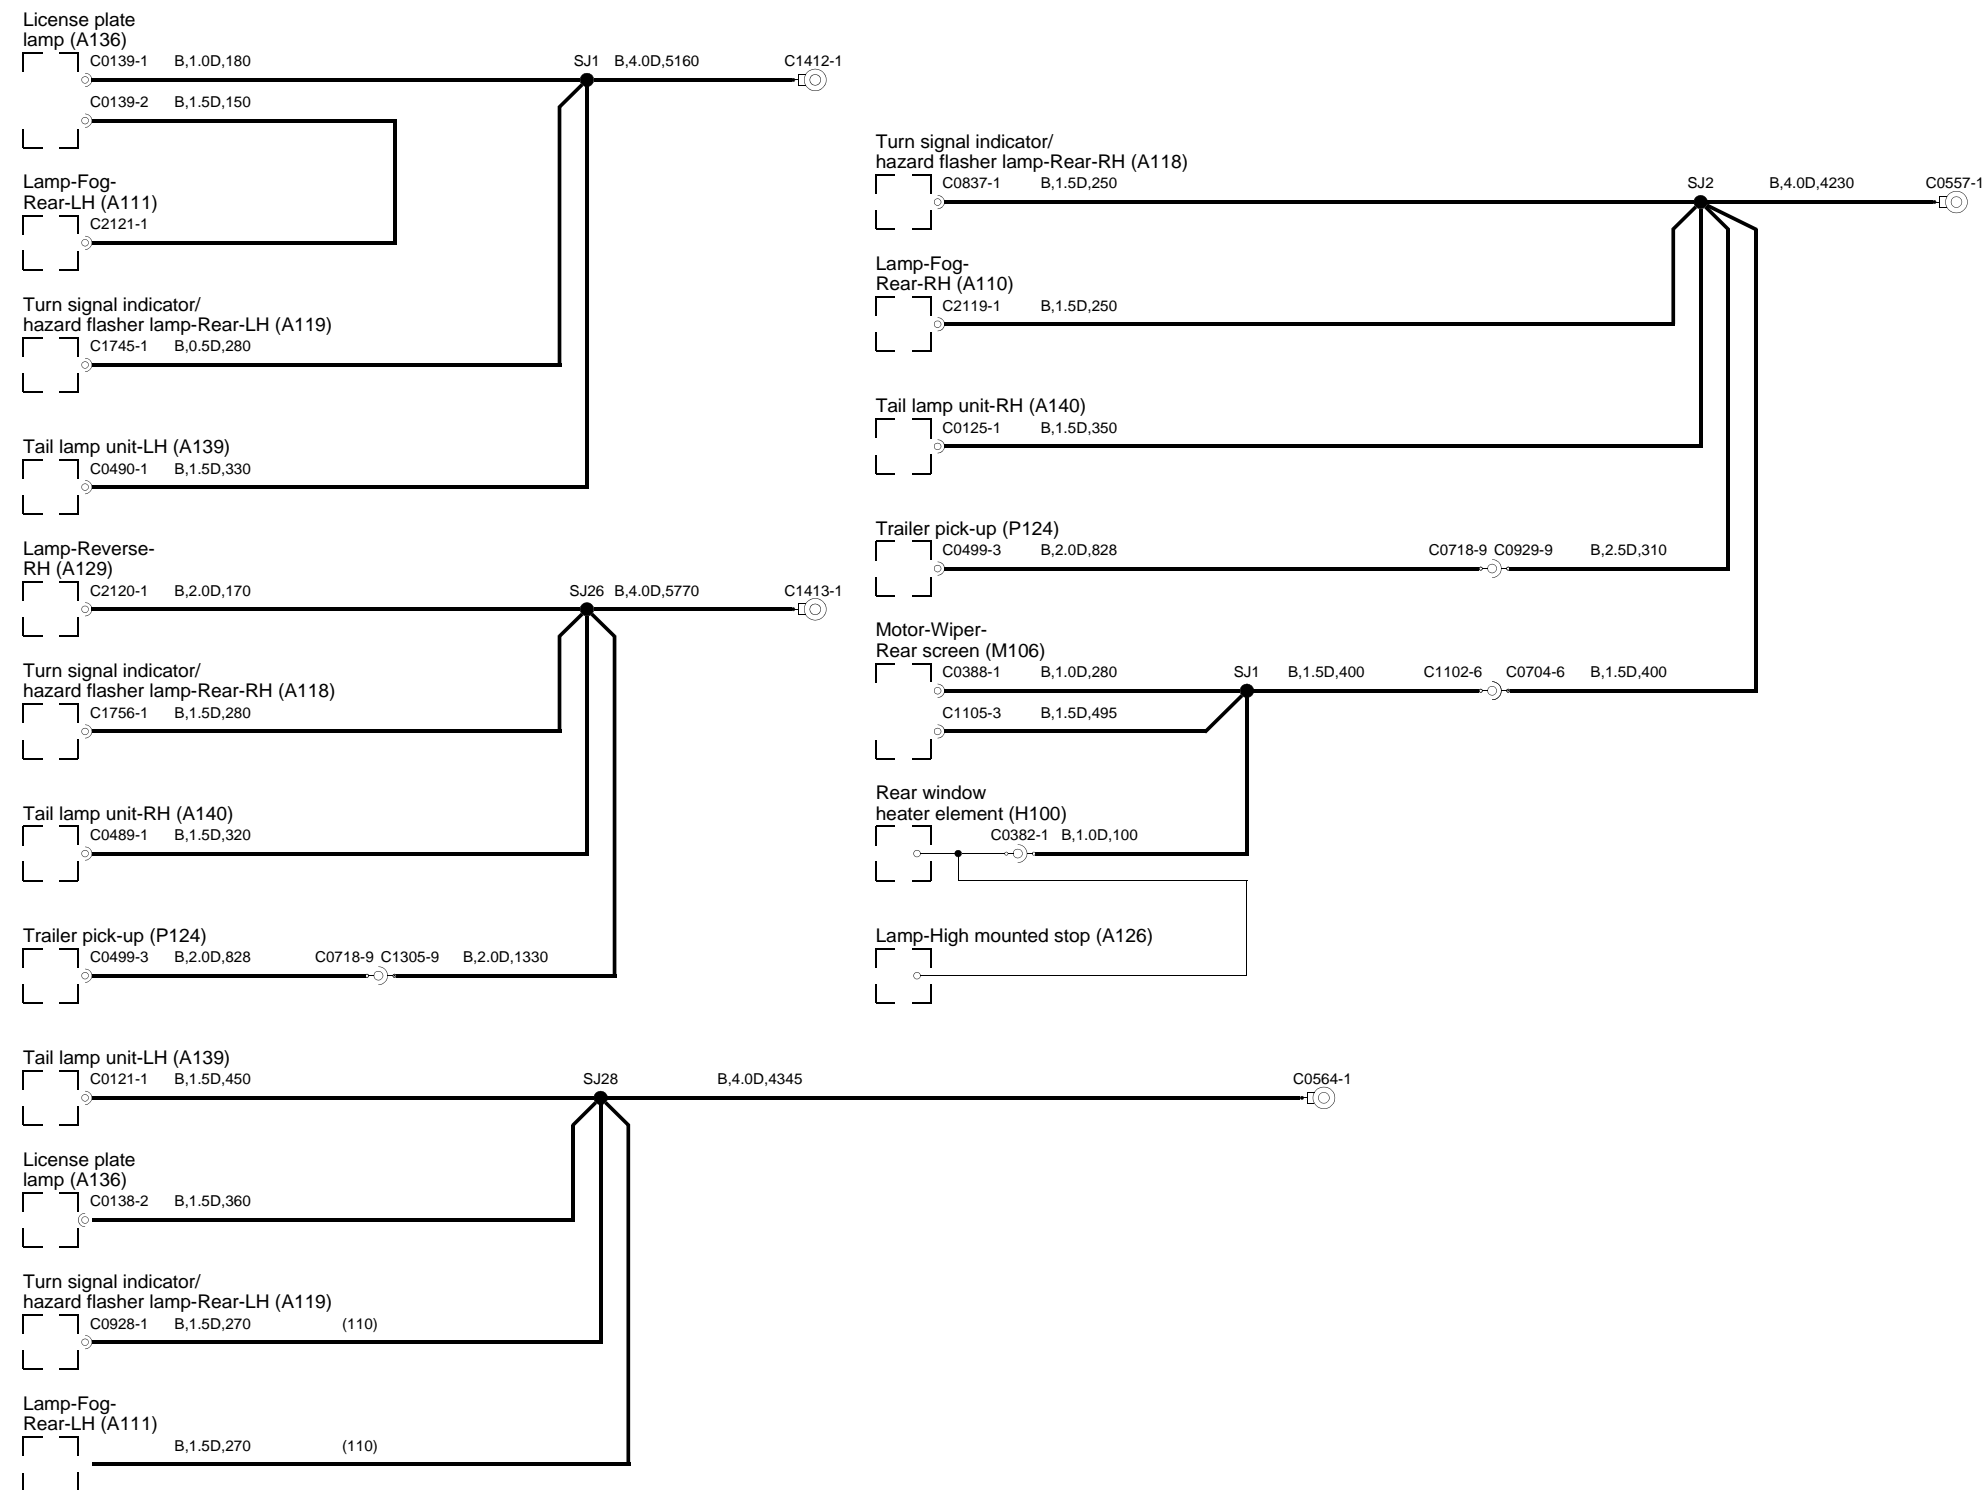 License plate
lamp (A136)
C0139-1 B,1.0D,180 SJ1 B,4.0D,5160 C1412-1
C0139-2 B,1.5D,150
Lamp-Fog-
Rear-LH (A111)
C2121-1
Turn signal indicator/
hazard flasher lamp-Rear-LH (A119)
C1745-1 B,0.5D,280
Tail lamp unit-LH (A139)
C0490-1 B,1.5D,330
Lamp-Reverse-
RH (A129)
C2120-1 B,2.0D,170 SJ26 B,4.0D,5770 C1413-1
Turn signal indicator/
hazard flasher lamp-Rear-RH (A118)
C1756-1 B,1.5D,280
Tail lamp unit-RH (A140)
C0489-1 B,1.5D,320
Trailer pick-up (P124)
C0499-3 B,2.0D,828 C0718-9 C1305-9 B,2.0D,1330
Tail lamp unit-LH (A139)
C0121-1 B,1.5D,450 SJ28 B,4.0D,4345 C0564-1
License plate
lamp (A136)
C0138-2 B,1.5D,360
Turn signal indicator/
hazard flasher lamp-Rear-LH (A119)
C0928-1 B,1.5D,270 (110)
Lamp-Fog-
Rear-LH (A111)
B,1.5D,270 (110)
Turn signal indicator/
hazard flasher lamp-Rear-RH (A118)
C0837-1 B,1.5D,250 SJ2 B,4.0D,4230 C0557-1
Lamp-Fog-
Rear-RH (A110)
C2119-1 B,1.5D,250
Tail lamp unit-RH (A140)
C0125-1 B,1.5D,350
Trailer pick-up (P124)
C0499-3 B,2.0D,828 C0718-9 C0929-9 B,2.5D,310
Motor-Wiper-
Rear screen (M106)
C0388-1 B,1.0D,280 SJ1 B,1.5D,400 C1102-6 C0704-6 B,1.5D,400
C1105-3 B,1.5D,495
Rear window
heater element (H100)
C0382-1 B,1.0D,100
Lamp-High mounted stop (A126)